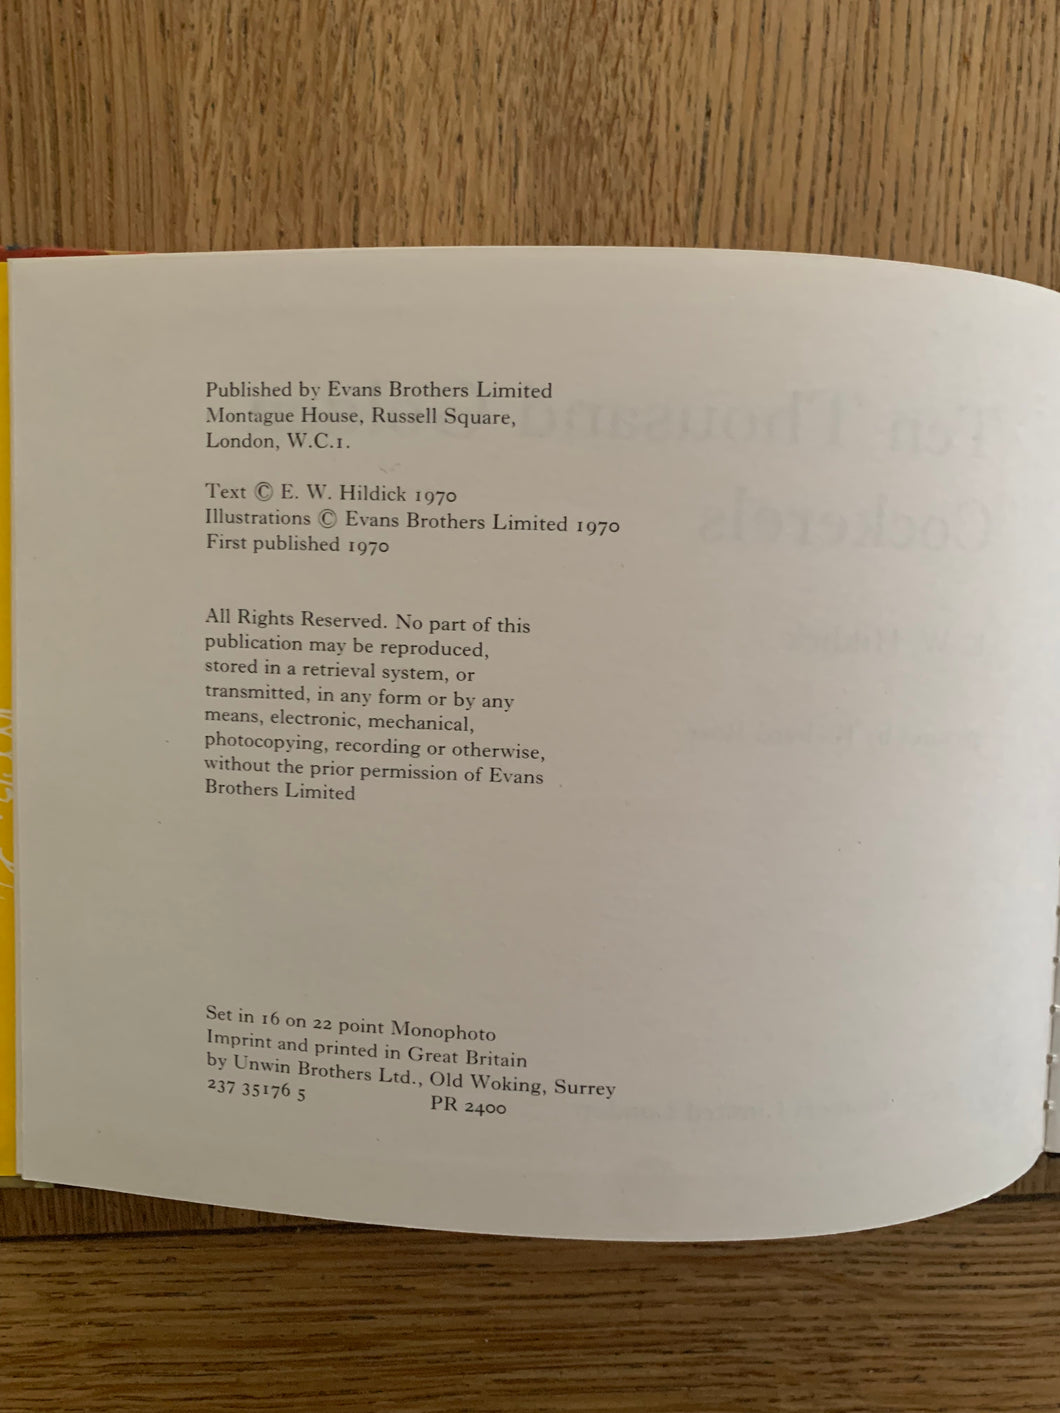 Published by Evans Brothers Limited
Montague House, Russell Square,
London, W.C.1.
Text © E. W. Hildick 1970
Illustrations © Evans Brothers Limited 1970
First published 1970
All Rights Reserved. No part of this
publication may be reproduced,
stored in a retrieval system, or
transmitted, in any form or by any
means, electronic, mechanical,
photocopying, recording or otherwise,
without the prior permission of Evans
Brothers Limited
Set in 16 on 22 point Monophoto
Imprint and printed in Great Britain
by Unwin Brothers Ltd., Old Woking, Surrey
237 35176 5 PR 2400